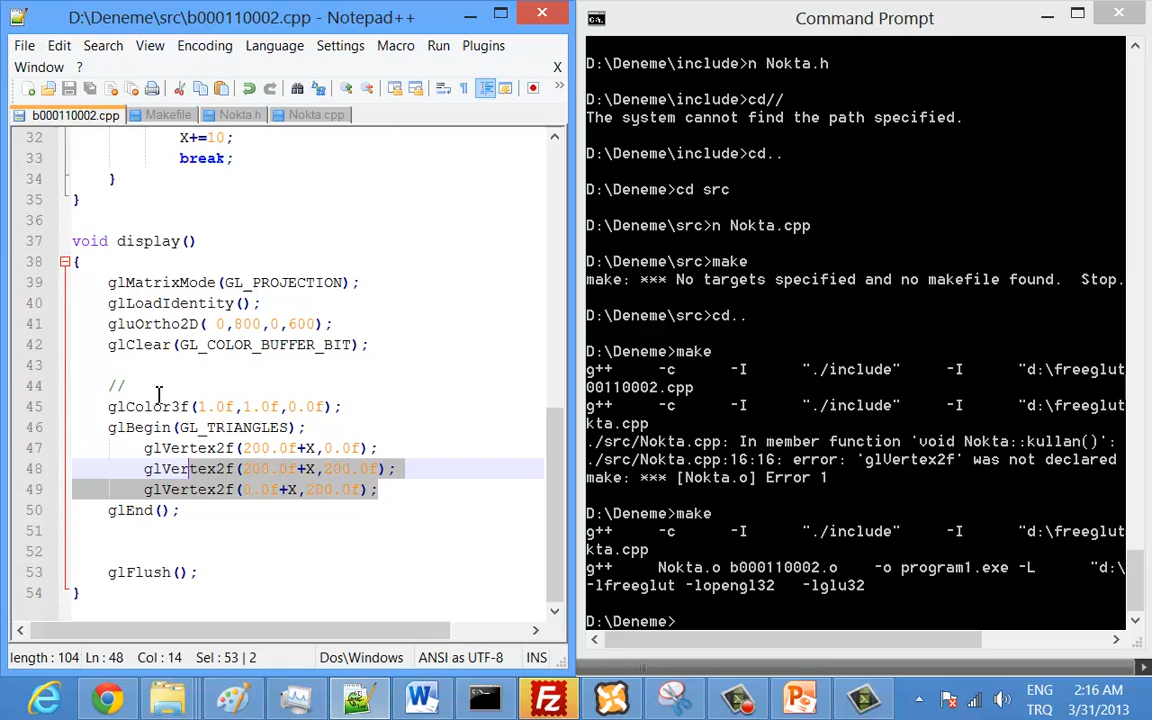 D:\Deneme\src\b000110002.cpp - Notepad++
File Edit Search View Encoding Language Settings Macro Run Plugins
Window ? X
b000110002.cpp Makefile Nokta.h Nokta.cpp
32 X+=10;
33 break;
34 }
35 }
36
37 void display()
38 {
39 glMatrixMode(GL_PROJECTION);
40 glLoadIdentity();
41 gluOrtho2D( 0,800,0,600);
42 glClear(GL_COLOR_BUFFER_BIT);
43
44 //
45 glColor3f(1.0f,1.0f,0.0f);
46 glBegin(GL_TRIANGLES);
47 glVertex2f(200.0f+X,0.0f);
48 glVertex2f(200.0f+X,200.0f);
49 glVertex2f(0.0f+X,200.0f);
50 glEnd();
51
52
53 glFlush();
54 }
length : 104 Ln : 48 Col : 14 Sel : 53 | 2 Dos\Windows ANSI as UTF-8 INS
Command Prompt
D:\Deneme\include>n Nokta.h
D:\Deneme\include>cd//
The system cannot find the path specified.
D:\Deneme\include>cd..
D:\Deneme>cd src
D:\Deneme\src>n Nokta.cpp
D:\Deneme\src>make
make: *** No targets specified and no makefile found.  Stop.
D:\Deneme\src>cd..
D:\Deneme>make
g++ -c -I "./include" -I "d:\freeglut
00110002.cpp
g++ -c -I "./include" -I "d:\freeglut
kta.cpp
./src/Nokta.cpp: In member function 'void Nokta::kullan()':
./src/Nokta.cpp:16:16: error: 'glVertex2f' was not declared
make: *** [Nokta.o] Error 1
D:\Deneme>make
g++ -c -I "./include" -I "d:\freeglut
kta.cpp
g++ Nokta.o b000110002.o -o program1.exe -L "d:\
-lfreeglut -lopengl32 -lglu32
D:\Deneme>
ENG 2:16 AM
TRQ 3/31/2013